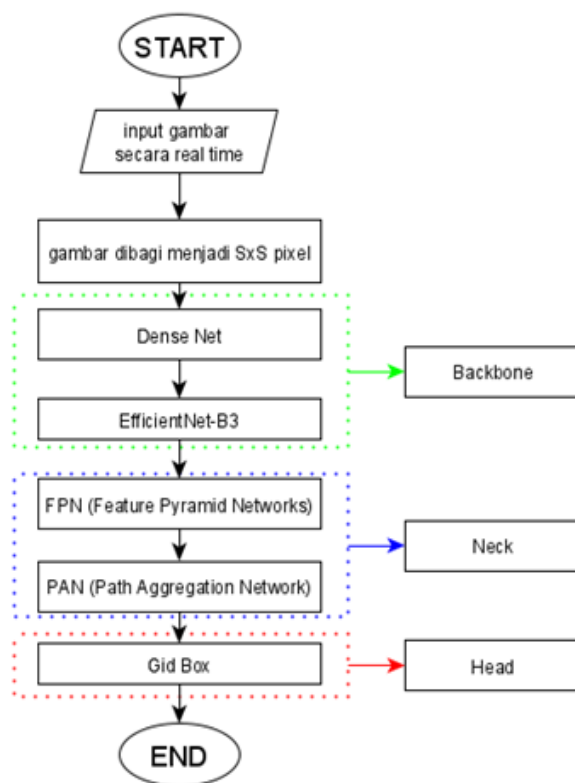 START
input gambar
secara real time
gambar dibagi menjadi SxS pixel
Dense Net
Backbone
EfficientNet-B3
FPN (Feature Pyramid Networks)
Neck
PAN (Path Aggregation Network)
Gid Box
Head
END